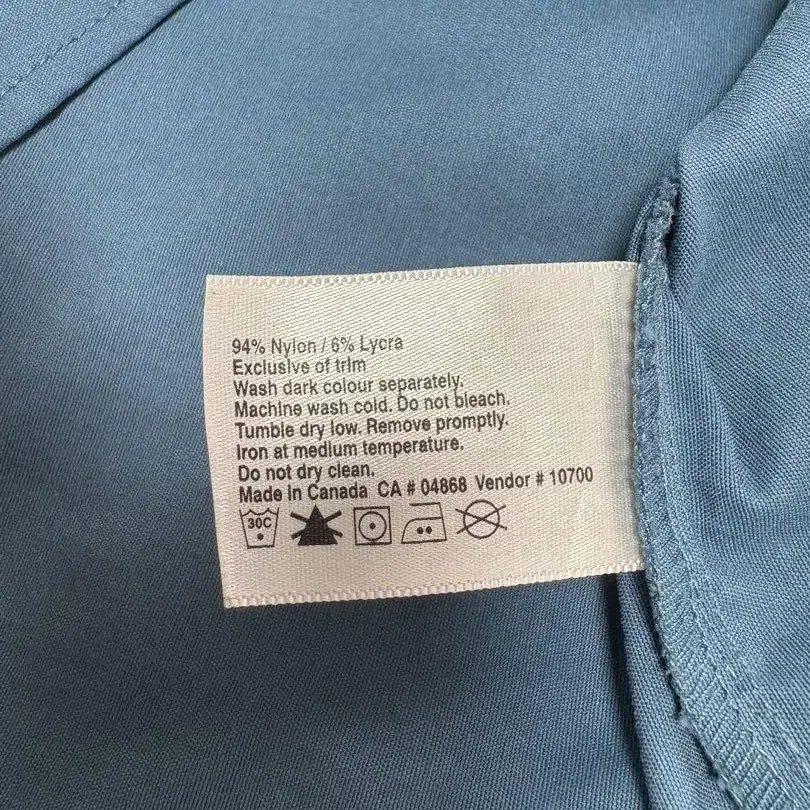 94% Nylon / 6% Lycra
Exclusive of trim
Wash dark colour separately.
Machine wash cold. Do not bleach.
Tumble dry low. Remove promptly.
Iron at medium temperature.
Do not dry clean.
Made in Canada CA # 04868 Vendor # 10700
30C